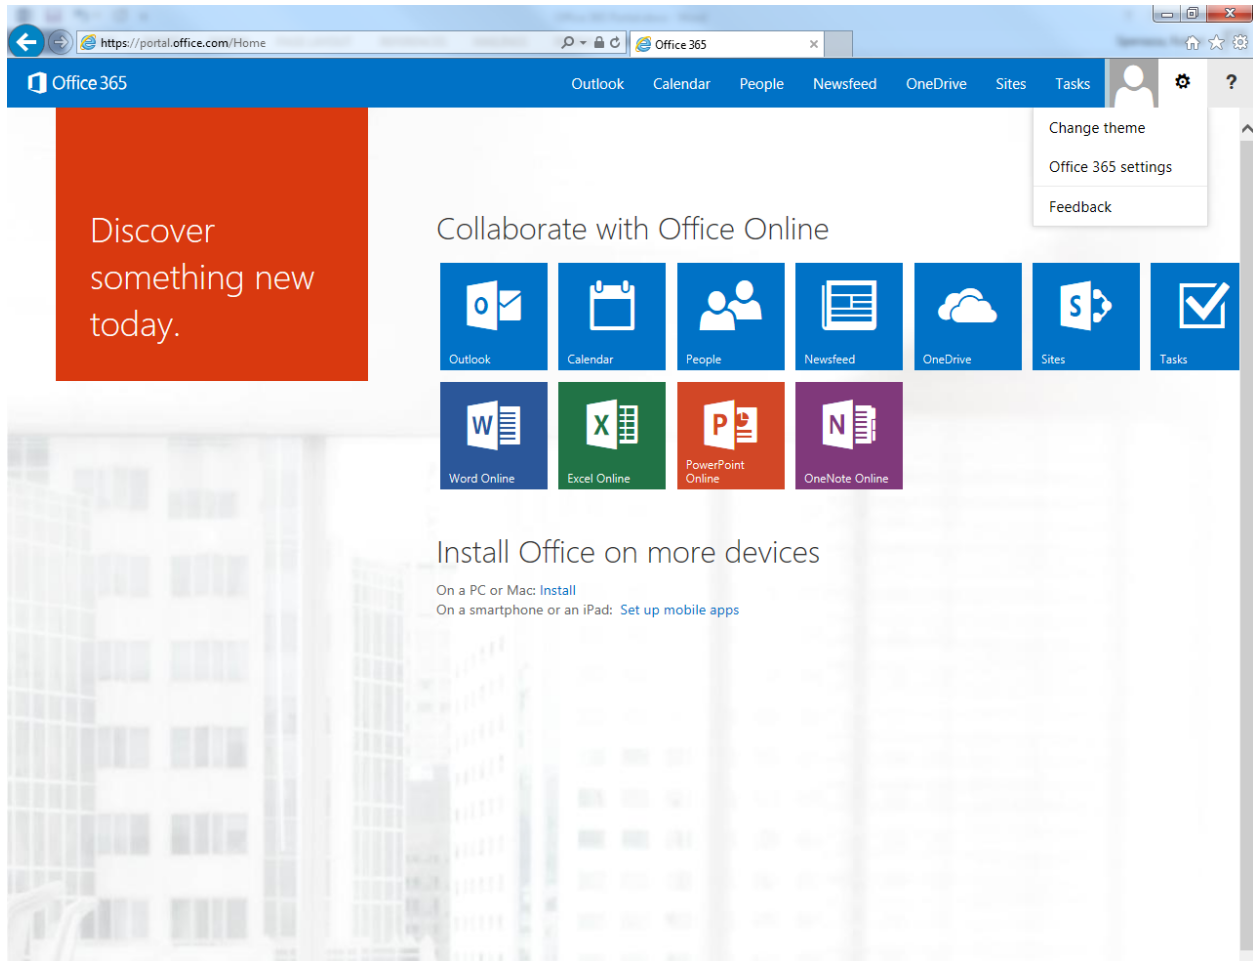 https://portal.office.com/Home
Office 365
Office 365
Outlook
Calendar
People
Newsfeed
OneDrive
Sites
Tasks
?
Change theme
Office 365 settings
Feedback
Discover
something new
today.
Collaborate with Office Online
Outlook
Calendar
People
Newsfeed
OneDrive
Sites
Tasks
Word Online
Excel Online
PowerPoint
Online
OneNote Online
Install Office on more devices
On a PC or Mac: Install
On a smartphone or an iPad: Set up mobile apps